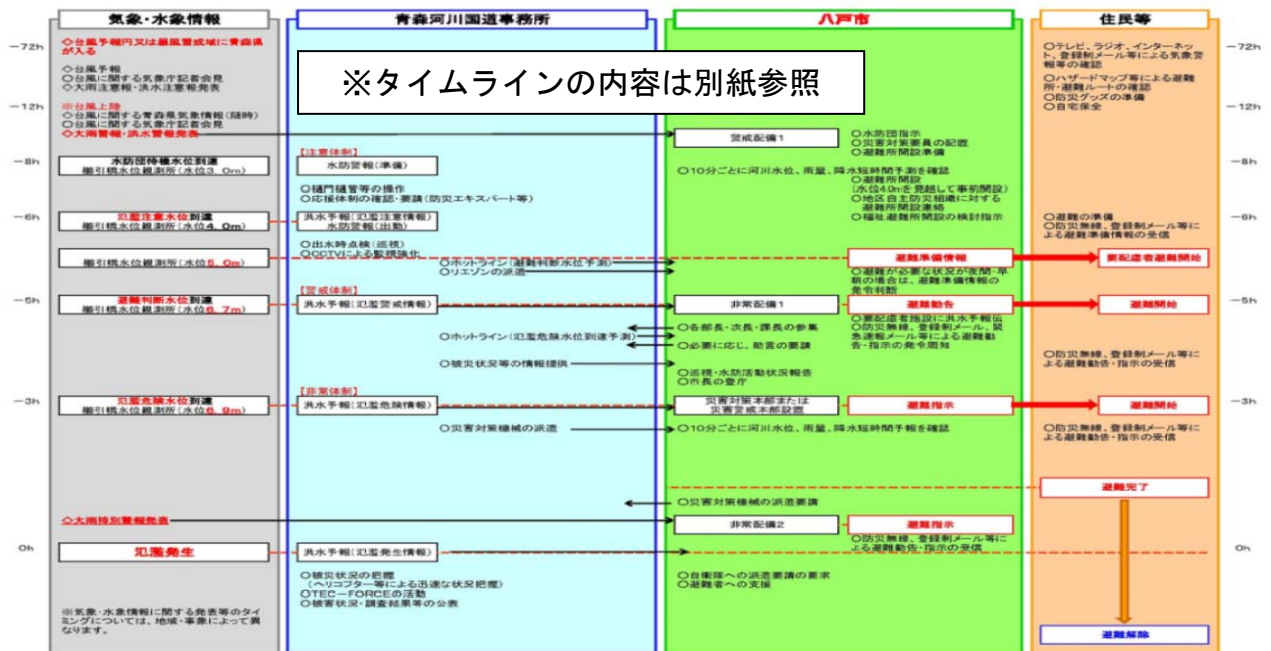 気象・水象情報
青森河川国道事務所
八戸市
住民等
※タイムラインの内容は別紙参照
－72h
◇台風予報円又は暴風警戒域に青森県
が入る
◇台風予報
○台風に関する気象庁記者会見
◇大雨注意報・洪水注意報発表
－12h
※台風上陸
◇台風に関する青森県気象情報(随時)
○台風に関する気象庁記者会見
◇大雨警報・洪水警報発表
－8h
水防団待機水位到達
櫛引橋水位観測所(水位3.0m)
－6h
氾濫注意水位到達
櫛引橋水位観測所(水位4.0m)
櫛引橋水位観測所(水位5.0m)
－5h
避難判断水位到達
櫛引橋水位観測所(水位6.7m)
－3h
氾濫危険水位到達
櫛引橋水位観測所(水位6.9m)
◇大雨特別警報発表
0h
氾濫発生
※気象・水象情報に関する発表等のタイ
ミングについては、地域・事象によって異
なります。
【注意体制】
水防警報(準備)
○樋門樋管等の操作
○応援体制の確認・要請(防災エキスパート等)
洪水予報(氾濫注意情報)
水防警報(出動)
○出水時点検(巡視)
○CCTVによる監視強化
○ホットライン(避難判断水位予測)
○リエゾンの派遣
【警戒体制】
洪水予報(氾濫警戒情報)
○ホットライン(氾濫危険水位到達予測)
○被災状況等の情報提供
【非常体制】
洪水予報(氾濫危険情報)
○災害対策機械の派遣
洪水予報(氾濫発生情報)
○被災状況の把握
(ヘリコプター等による迅速な状況把握)
○TEC－FORCEの活動
○被害状況・調査結果等の公表
警戒配備1
○水防団指示
○災害対策要員の配置
○避難所開設準備
○10分ごとに河川水位、雨量、降水短時間予測を確認
○避難所開設
(水位4.0mを見越して事前開設)
○地区自主防災組織に対する
避難所開設連絡
○福祉避難所開設の検討指示
避難準備情報
○避難が必要な状況が夜間・早
朝の場合は、避難準備情報の
発令判断
非常配備1
避難勧告
○各部長・次長・課長の参集
○必要に応じ、助言の要請
○要配慮者施設に洪水予報伝
○防災無線、登録制メール、緊
急速報メール等による避難勧
告・指示の発令周知
○巡視・水防活動状況報告
○市長の登庁
災害対策本部または
災害警戒本部設置
避難指示
○10分ごとに河川水位、雨量、降水短時間予報を確認
○災害対策機械の派遣要請
非常配備2
避難指示
○防災無線、登録制メール等に
よる避難勧告・指示の受信
○自衛隊への派遣要請の要求
○避難者への支援
－72h
○テレビ、ラジオ、インターネッ
ト、登録制メール等による気象警
報等の確認
○ハザードマップ等による避難
所・避難ルートの確認
○防災グッズの準備
○自宅保全
－12h
－8h
－6h
○避難の準備
○防災無線、登録制メール等に
よる避難準備情報の受信
要配慮者避難開始
－5h
避難開始
○防災無線、登録制メール等に
よる避難勧告・指示の受信
－3h
避難開始
○防災無線、登録制メール等に
よる避難勧告・指示の受信
避難完了
0h
避難解除